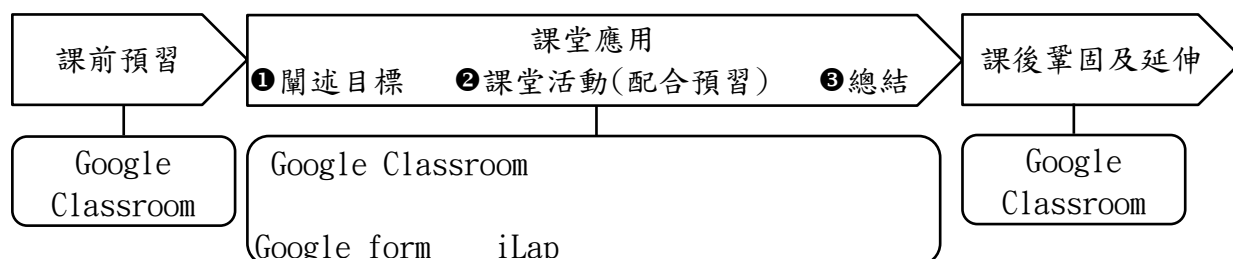 課前預習
課堂應用
❶闡述目標 ❷課堂活動(配合預習) ❸總結
課後鞏固及延伸
Google
Classroom
Google Classroom
Google form iLap
Google
Classroom